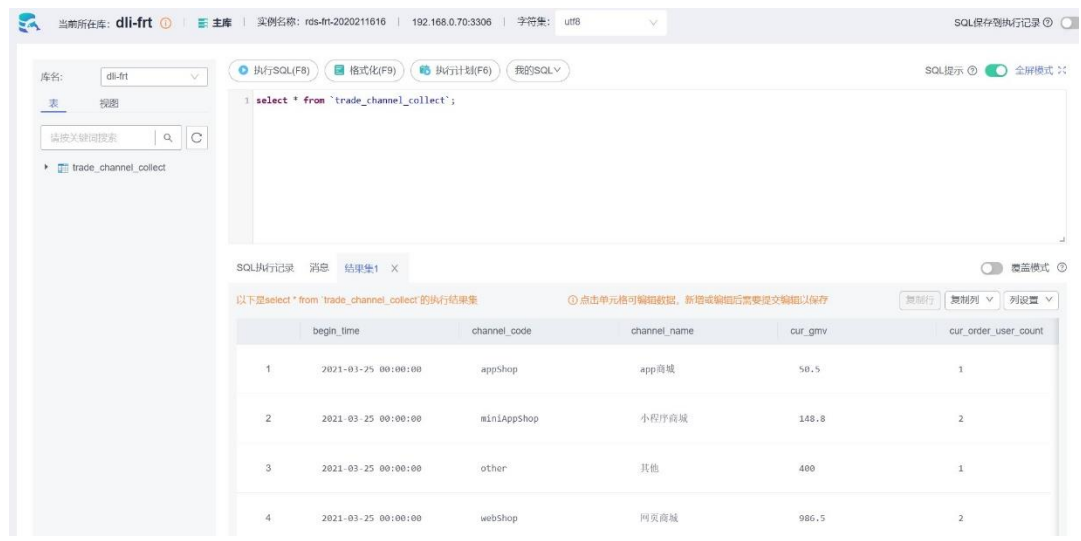 当前所在库: dli-frt 主库 | 实例名称: rds-frt-2020211616 | 192.168.0.70:3306 | 字符集: utf8 SQL保存到执行记录
库名: dli-frt 执行SQL(F8) 格式化(F9) 执行计划(F6) 我的SQL SQL提示 全屏模式
表 视图
1 select * from `trade_channel_collect`;
请按关键词搜索
trade_channel_collect
SQL执行记录 消息 结果集1 X 覆盖模式
以下是select * from `trade_channel_collect`的执行结果集 点击单元格可编辑数据，新增或编辑后需要提交编辑以保存 复制行 复制列 列设置
begin_time channel_code channel_name cur_gmv cur_order_user_count
1 2021-03-25 00:00:00 appShop app商城 50.5 1
2 2021-03-25 00:00:00 miniAppShop 小程序商城 148.8 2
3 2021-03-25 00:00:00 other 其他 400 1
4 2021-03-25 00:00:00 webShop 网页商城 986.5 2